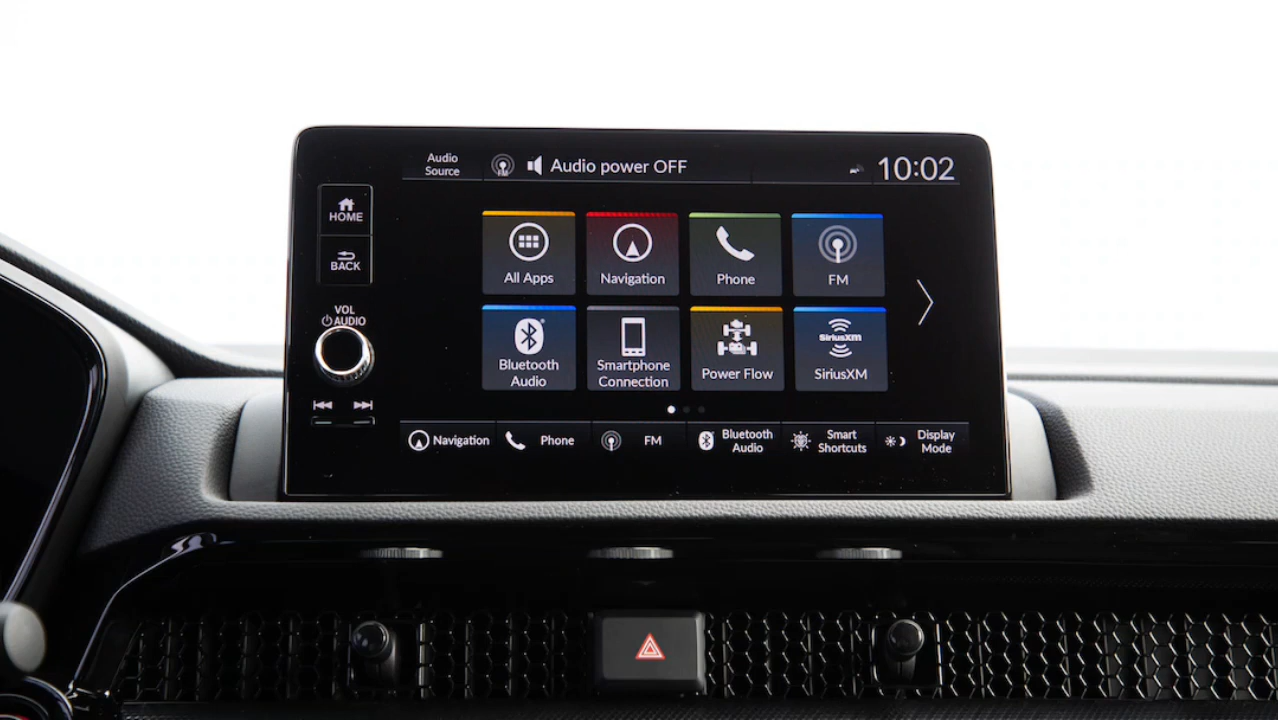 Audio
Source
FM
Audio power OFF
10:02
HOME
BACK
VOL
AUDIO
All Apps
Navigation
Phone
FM
Bluetooth
Audio
Smartphone
Connection
Power Flow
SiriusXM
SiriusXM
Navigation
Phone
FM
Bluetooth
Audio
Smart
Shortcuts
Display
Mode